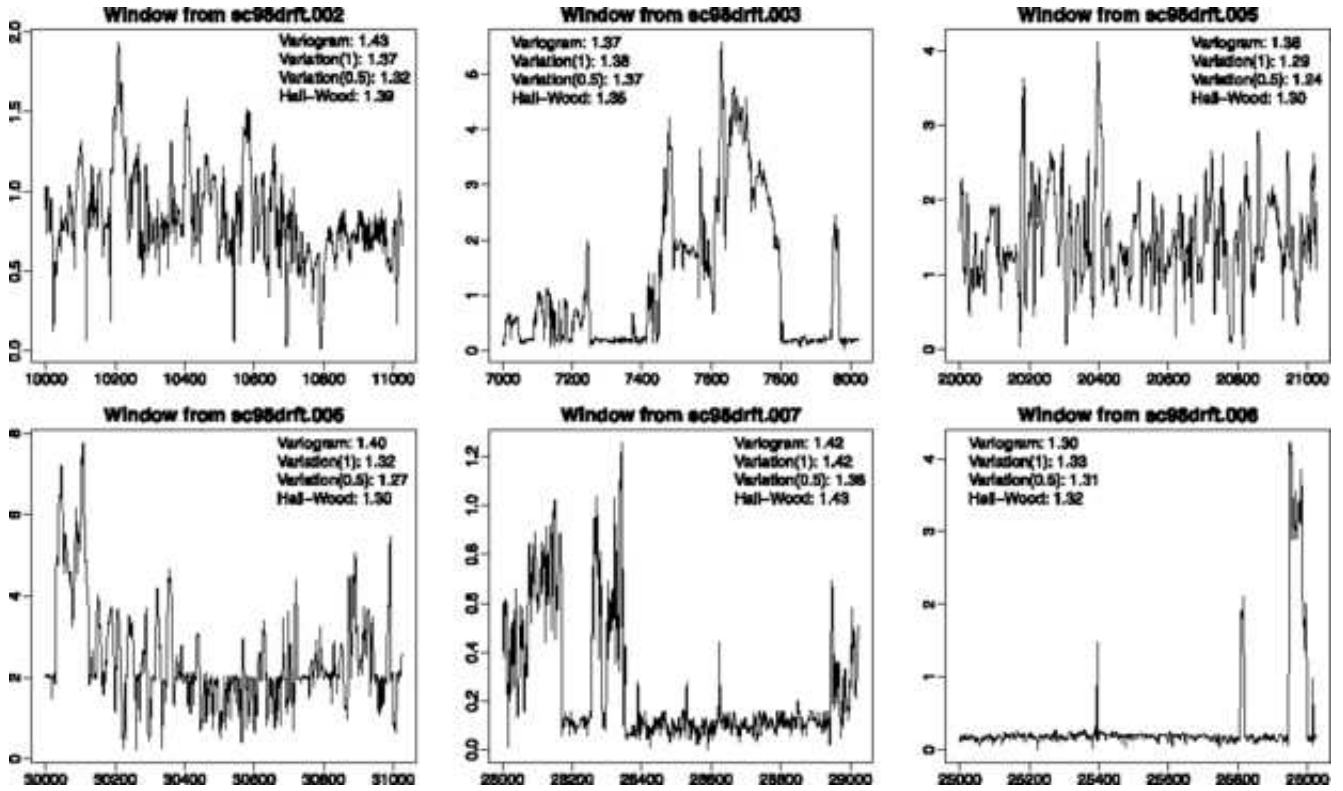 Window from sc98drft.002
Variogram: 1.43
Variation(1): 1.37
Variation(0.5): 1.32
Hall–Wood: 1.39
2.0
1.5
1.0
0.5
0.0
10000 10200 10400 10600 10800 11000
Window from sc98drft.003
Variogram: 1.37
Variation(1): 1.38
Variation(0.5): 1.37
Hall–Wood: 1.35
5
4
3
2
1
0
7000 7200 7400 7600 7800 8000
Window from sc98drft.005
Variogram: 1.38
Variation(1): 1.29
Variation(0.5): 1.24
Hall–Wood: 1.30
4
3
2
1
0
20000 20200 20400 20600 20800 21000
Window from sc98drft.006
Variogram: 1.40
Variation(1): 1.32
Variation(0.5): 1.27
Hall–Wood: 1.30
8
6
4
2
0
30000 30200 30400 30600 30800 31000
Window from sc98drft.007
Variogram: 1.42
Variation(1): 1.42
Variation(0.5): 1.38
Hall–Wood: 1.43
1.2
1.0
0.8
0.6
0.4
0.2
0.0
28000 28200 28400 28600 28800 29000
Window from
Variogram: 1.30
Variation(1): 1.33
Variation(0.5): 1.31
Hall–Wood: 1.32
4
3
2
1
0
25000 25200 25400 25600 25800 26000